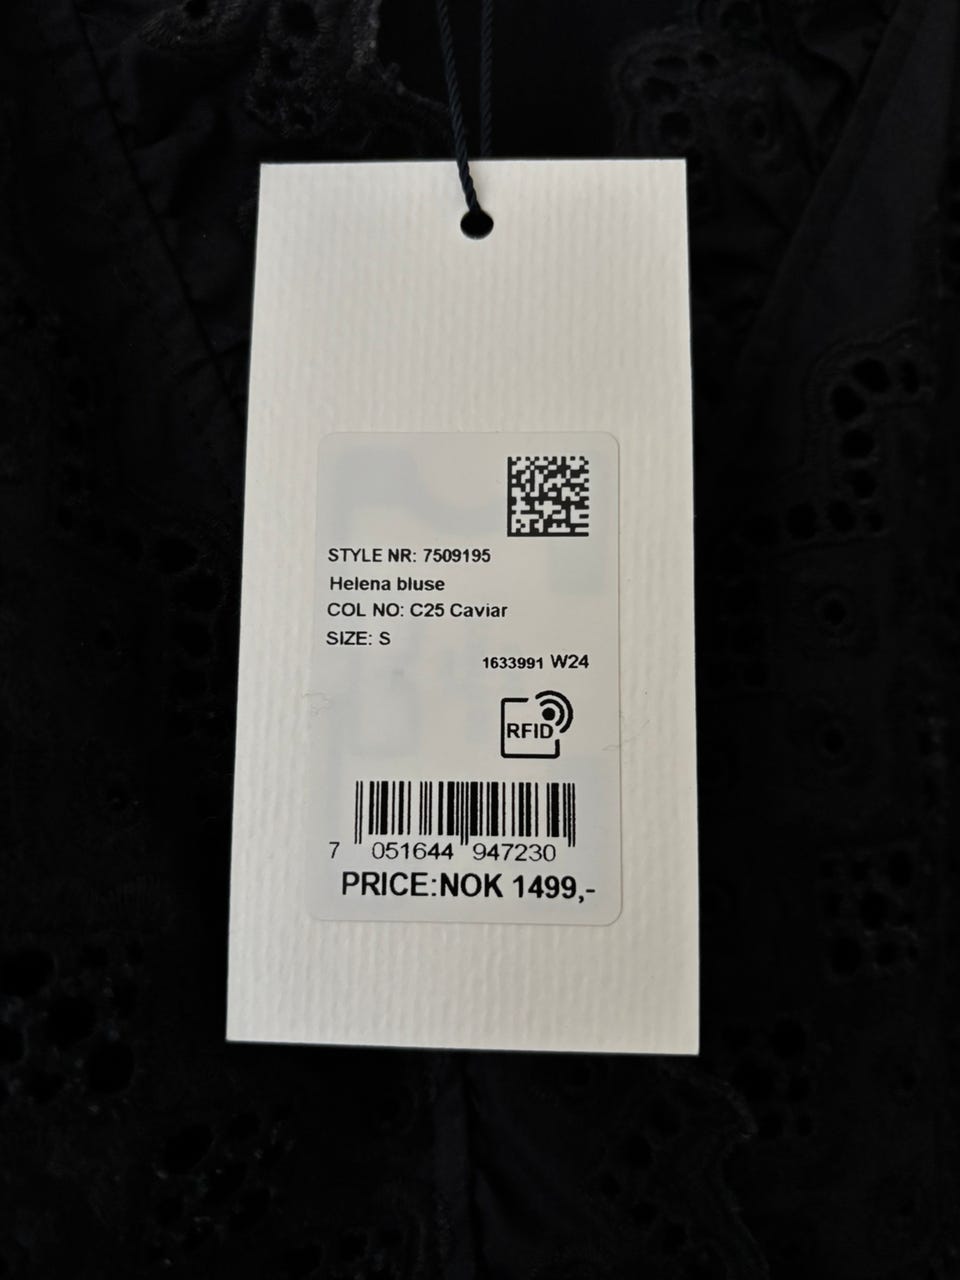 STYLE NR: 7509195
Helena bluse
COL NO: C25 Caviar
SIZE: S
1633991 W24
RFID
7 051644 947230
PRICE:NOK 1499,-